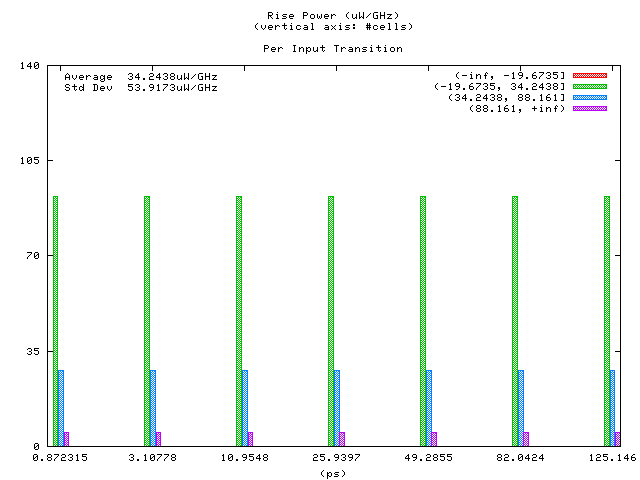 Rise Power (uW/GHz)
(vertical axis: #cells)
Per Input Transition
140
Average 34.2438uW/GHz
Std Dev 53.9173uW/GHz
(-inf, -19.6735]
(-19.6735, 34.2438]
(34.2438, 88.161]
(88.161, +inf)
105
70
35
0
0.872315 3.10778 10.9548 25.9397 49.2855 82.0424 125.146
(ps)